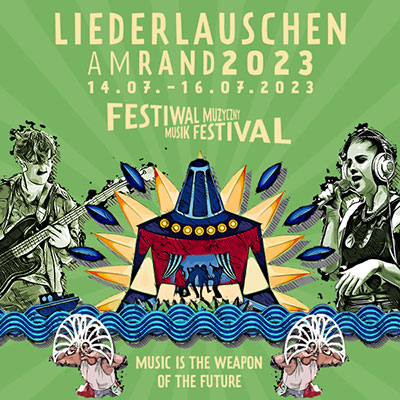 LIEDERLAUSCHEN
AMRAND2023
14.07.-16.07.2023
FESTIWAL MUZYCZNY
MUSIK FESTIVAL
MUSIC IS THE WEAPON
OF THE FUTURE